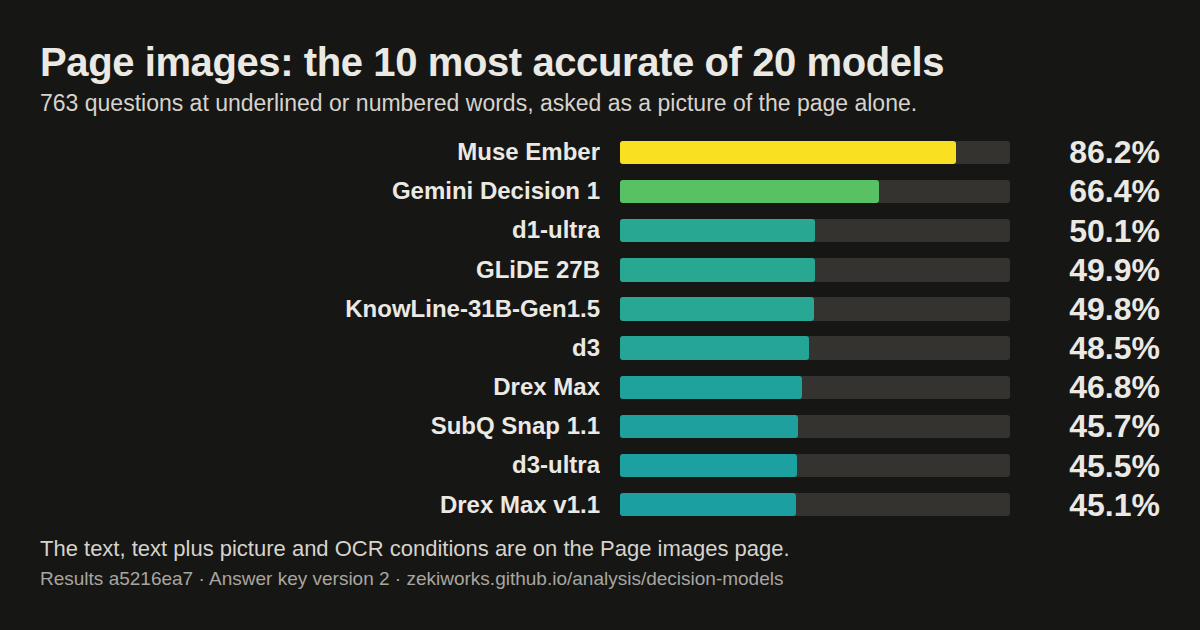 Page images: the 10 most accurate of 20 models
763 questions at underlined or numbered words, asked as a picture of the page alone.
Muse Ember 86.2%
Gemini Decision 1 66.4%
d1-ultra 50.1%
GLiDE 27B 49.9%
KnowLine-31B-Gen1.5 49.8%
d3 48.5%
Drex Max 46.8%
SubQ Snap 1.1 45.7%
d3-ultra 45.5%
Drex Max v1.1 45.1%
The text, text plus picture and OCR conditions are on the Page images page.
Results a5216ea7 · Answer key version 2 · zekiworks.github.io/analysis/decision-models